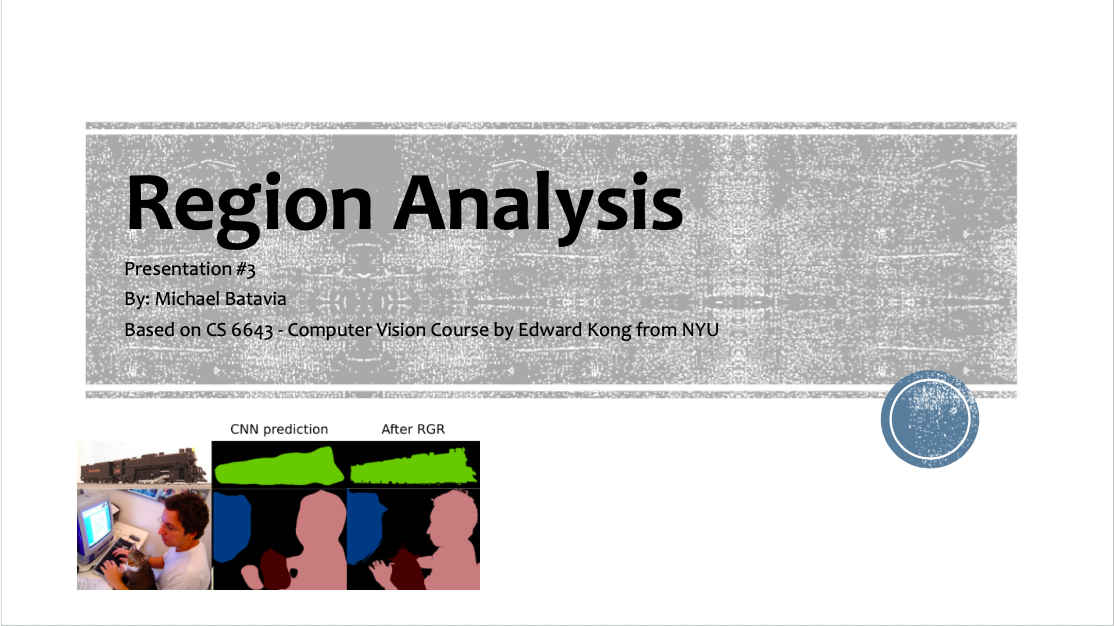 Region Analysis
Presentation #3
By: Michael Batavia
Based on CS 6643 - Computer Vision Course by Edward Kong from NYU
CNN prediction
After RGR